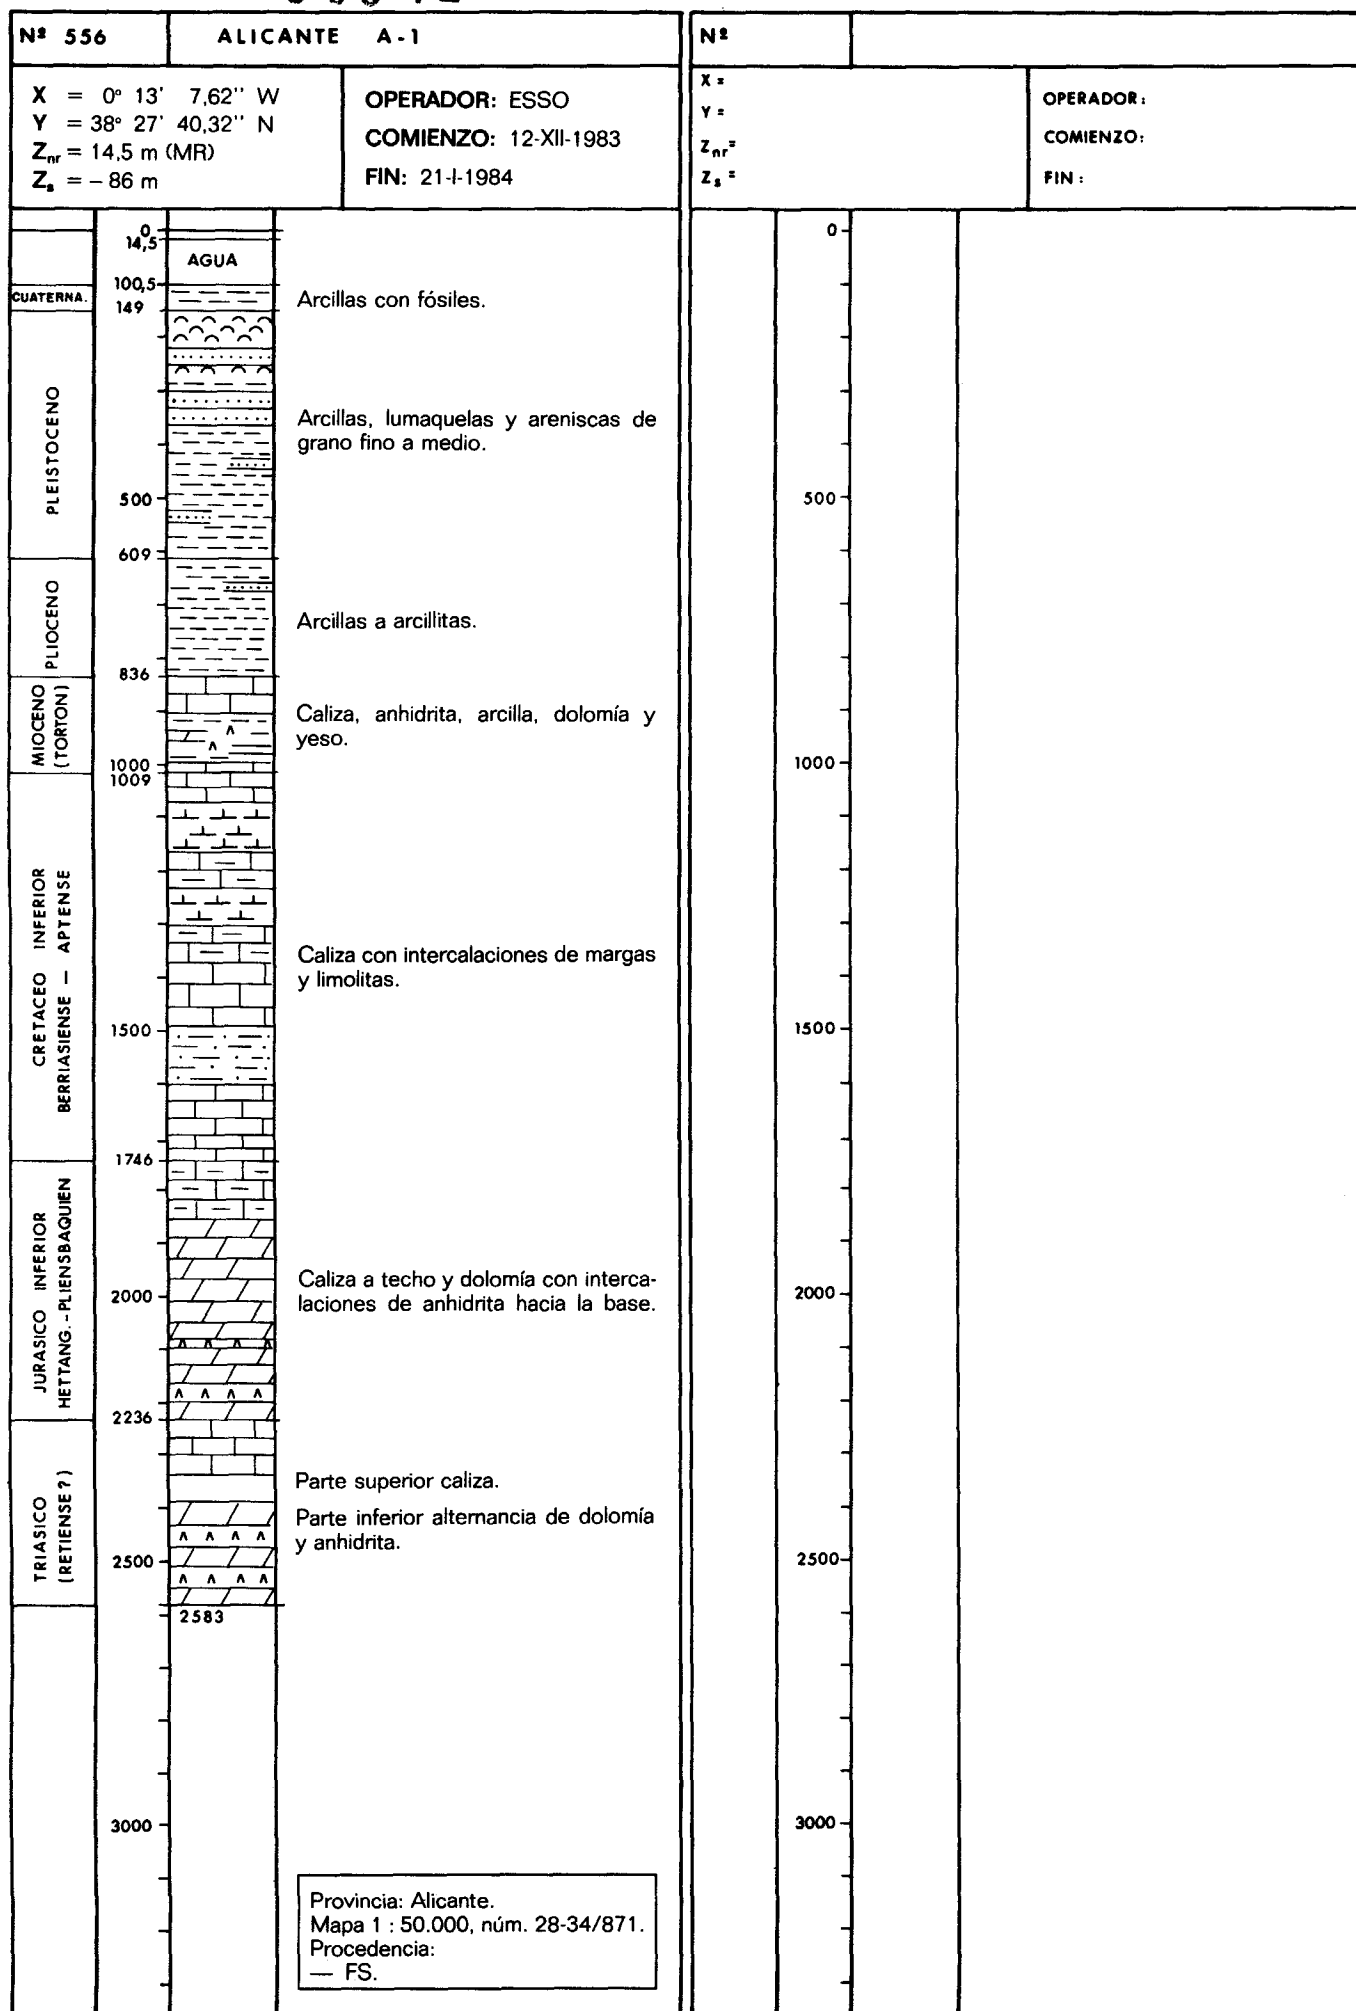 Nº 556
ALICANTE A-1
X = 0° 13' 7,62'' W
Y = 38° 27' 40,32'' N
Znr = 14,5 m (MR)
Zs = – 86 m
OPERADOR: ESSO
COMIENZO: 12-XII-1983
FIN: 21-I-1984
0
14,5
AGUA
100,5
CUATERNA.
149
Arcillas con fósiles.
PLEISTOCENO
Arcillas, lumaquelas y areniscas de
grano fino a medio.
500
609
PLIOCENO
Arcillas a arcillitas.
836
MIOCENO
(TORTON)
Caliza, anhidrita, arcilla, dolomía y
yeso.
1000
1009
CRETACEO INFERIOR
BERRIASIENSE — APTENSE
Caliza con intercalaciones de margas
y limolitas.
1500
1746
JURASICO INFERIOR
HETTANG.-PLIENSBAQUIEN
Caliza a techo y dolomía con interca-
laciones de anhidrita hacia la base.
2000
2236
TRIASICO
(RETIENSE?)
Parte superior caliza.
Parte inferior alternancia de dolomía
y anhidrita.
2500
2583
3000
Provincia: Alicante.
Mapa 1 : 50.000, núm. 28-34/871.
Procedencia:
— FS.
Nº
X =
Y =
Znr=
Zs =
OPERADOR:
COMIENZO:
FIN:
0
500
1000
1500
2000
2500
3000